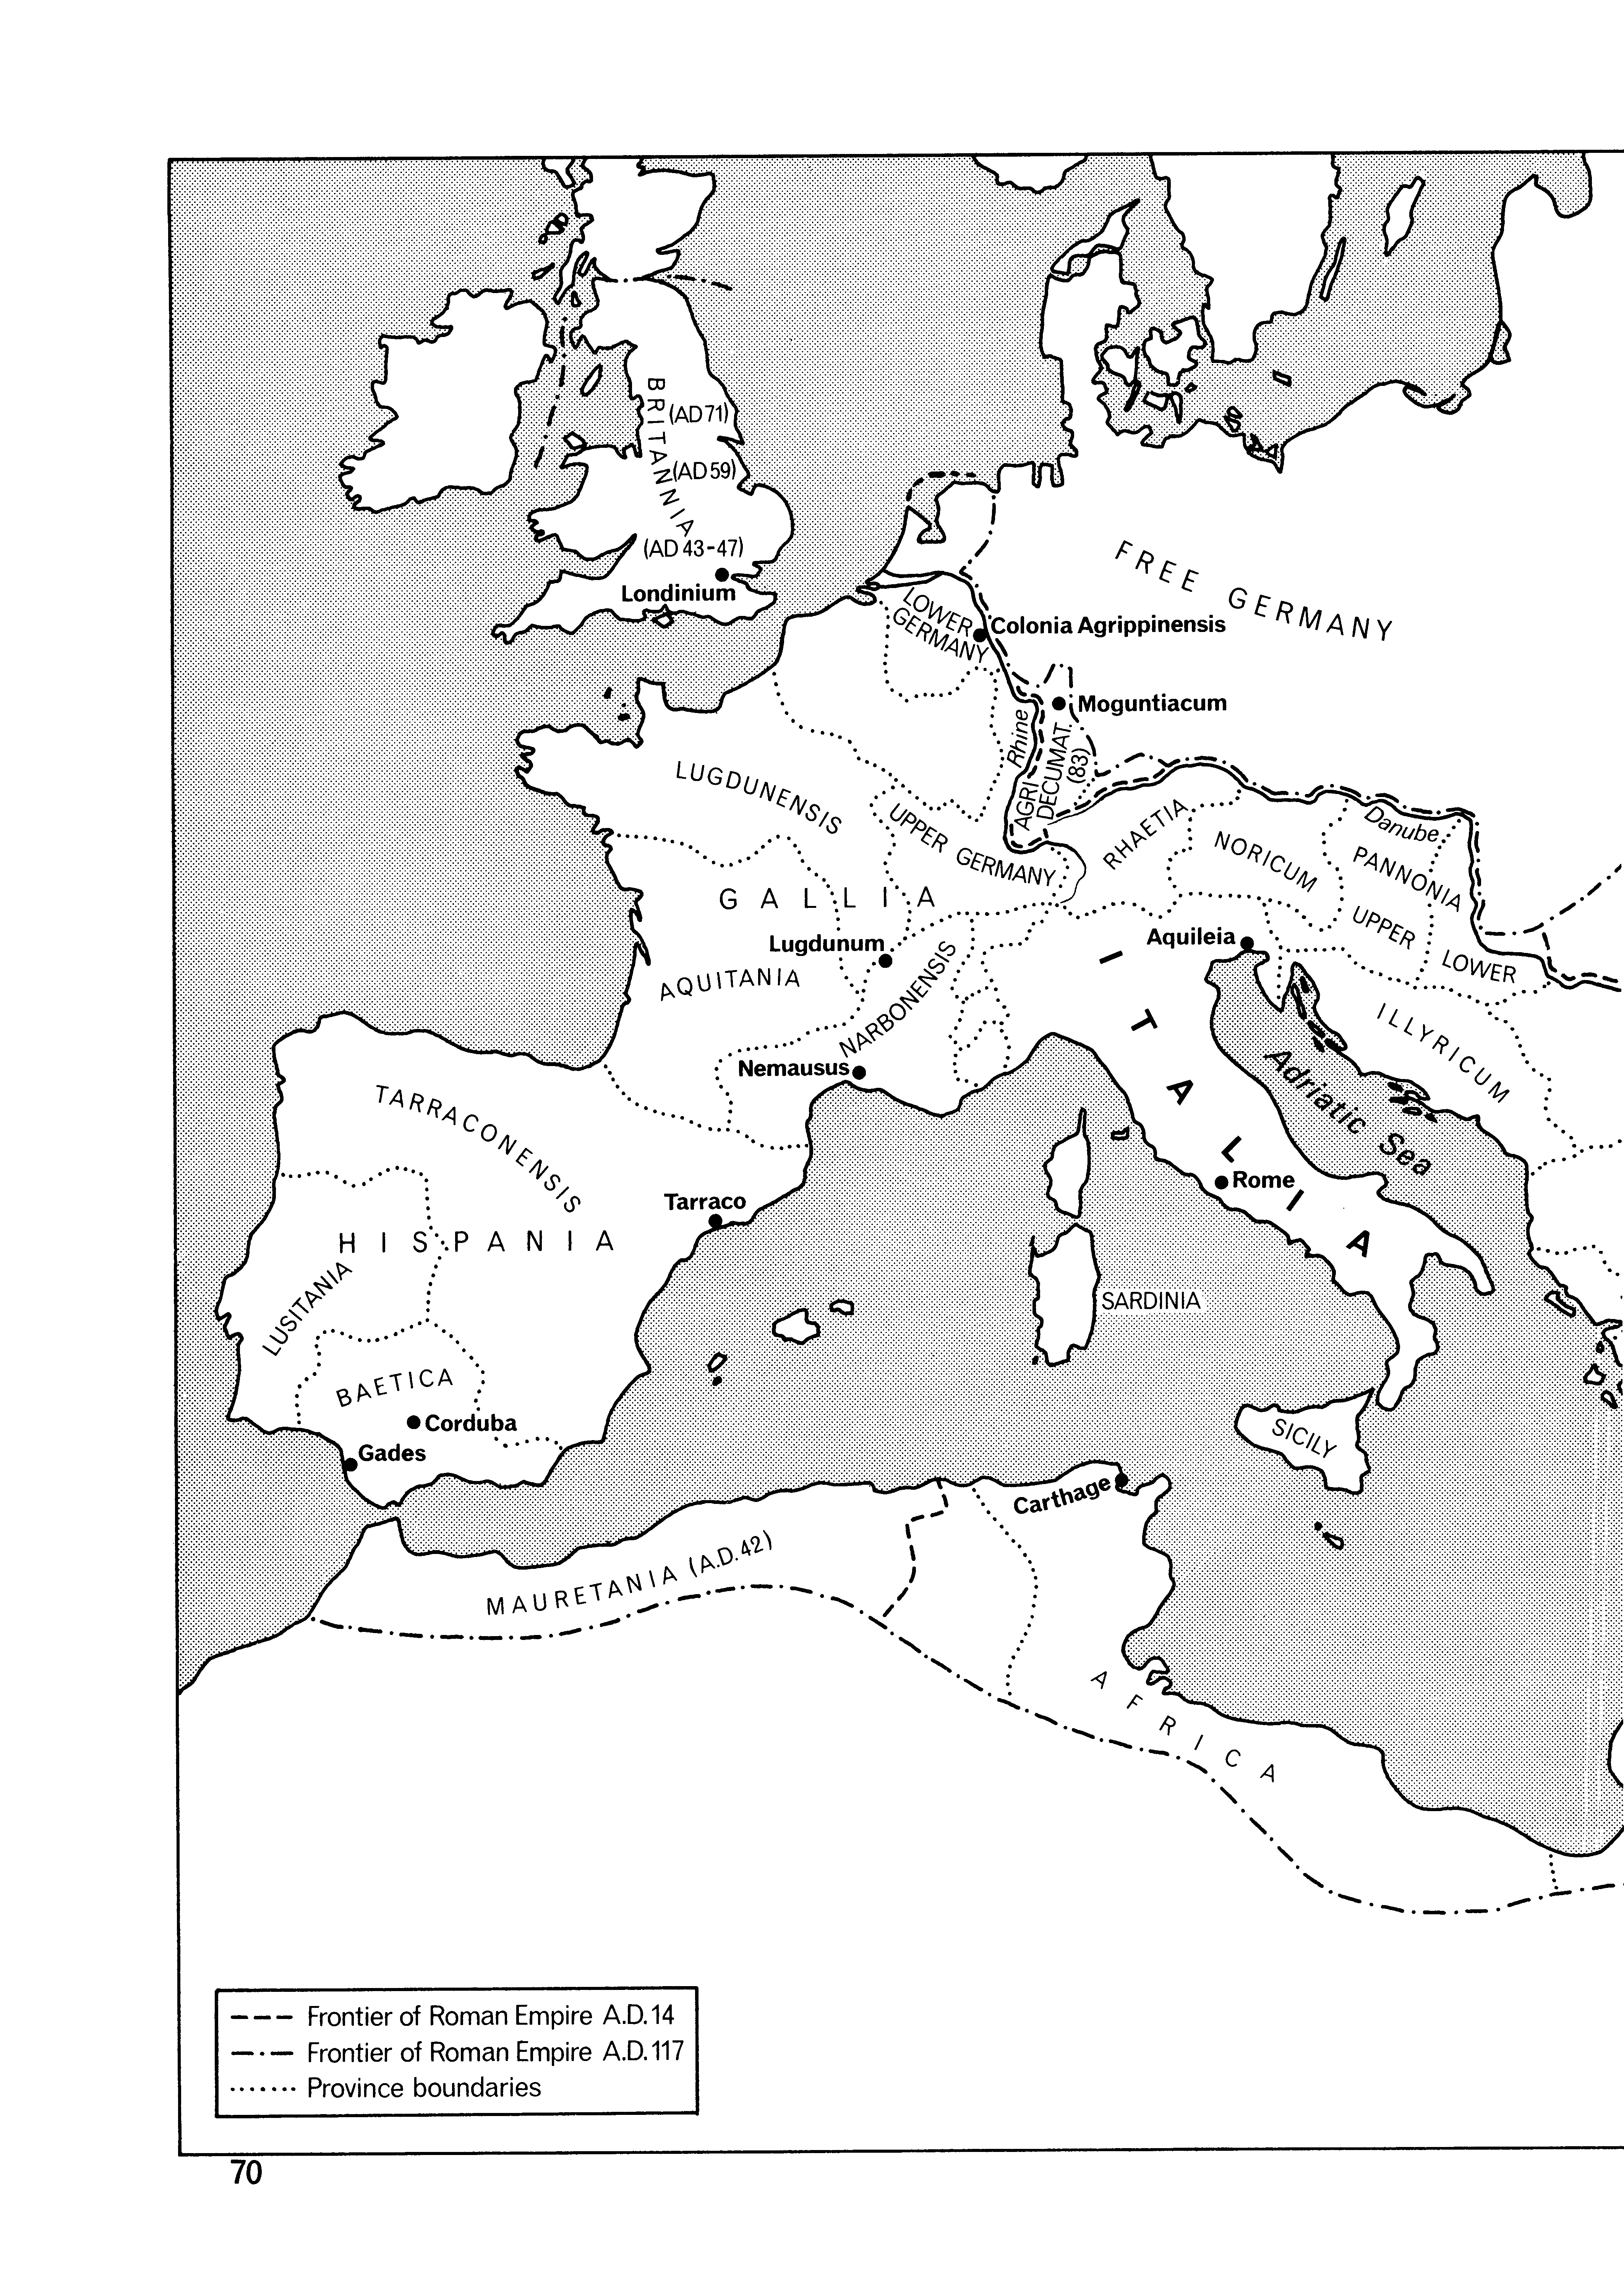 BRITANNIA
(AD 71)
(AD 59)
(AD 43-47)
Londinium
FREE GERMANY
LOWER
GERMANY
Colonia Agrippinensis
Moguntiacum
Rhine
AGRI
DECUMAT.
(83)
LUGDUNENSIS
UPPER GERMANY
RHAETIA
NORICUM
Danube
PANNONIA
UPPER
LOWER
GALLIA
Lugdunum
Aquileia
AQUITANIA
NARBONENSIS
ITALIA
ILLYRICUM
Nemausus
Adriatic Sea
TARRACONENSIS
Tarraco
Rome
HISPANIA
LUSITANIA
SARDINIA
BAETICA
Corduba
Gades
SICILY
Carthage
MAURETANIA (A.D. 42)
AFRICA
Frontier of Roman Empire A.D. 14
Frontier of Roman Empire A.D. 117
Province boundaries
70